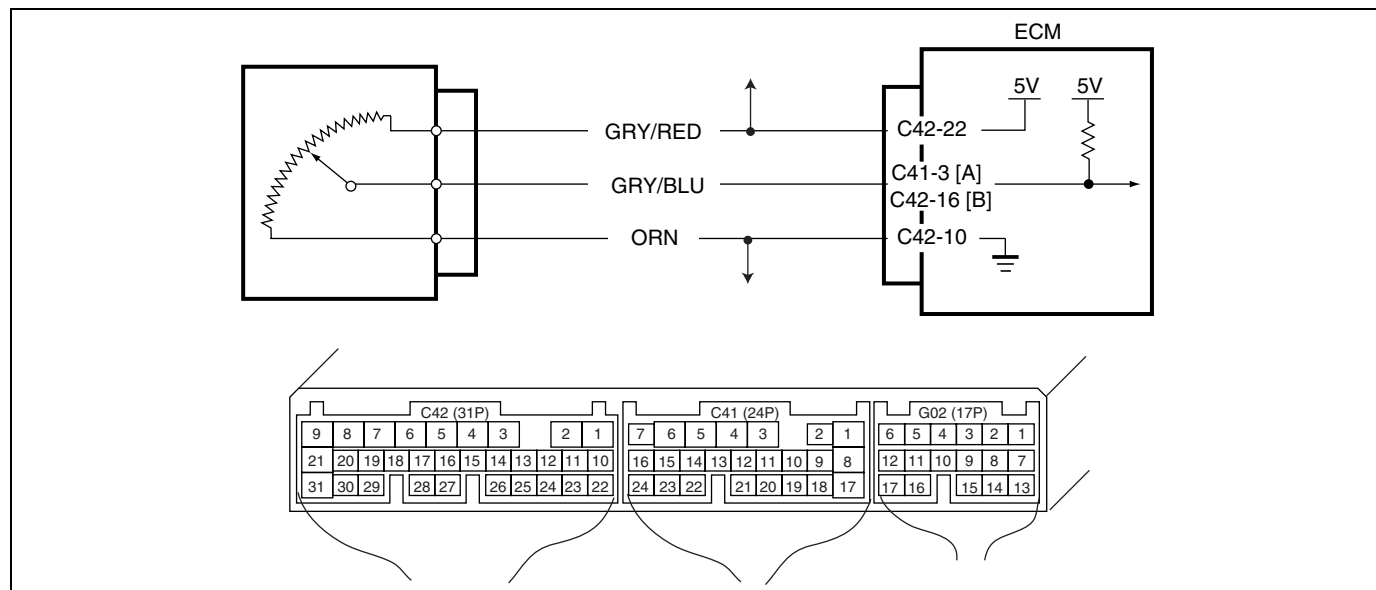 ECM
5V 5V
GRY/RED C42-22
C41-3 [A]
GRY/BLU
C42-16 [B]
ORN C42-10
C42 (31P) C41 (24P) G02 (17P)
9 8 7 6 5 4 3 2 1 7 6 5 4 3 2 1 6 5 4 3 2 1
21 20 19 18 17 16 15 14 13 12 11 10 16 15 14 13 12 11 10 9 8 12 11 10 9 8 7
31 30 29 28 27 26 25 24 23 22 24 23 22 21 20 19 18 17 17 16 15 14 13